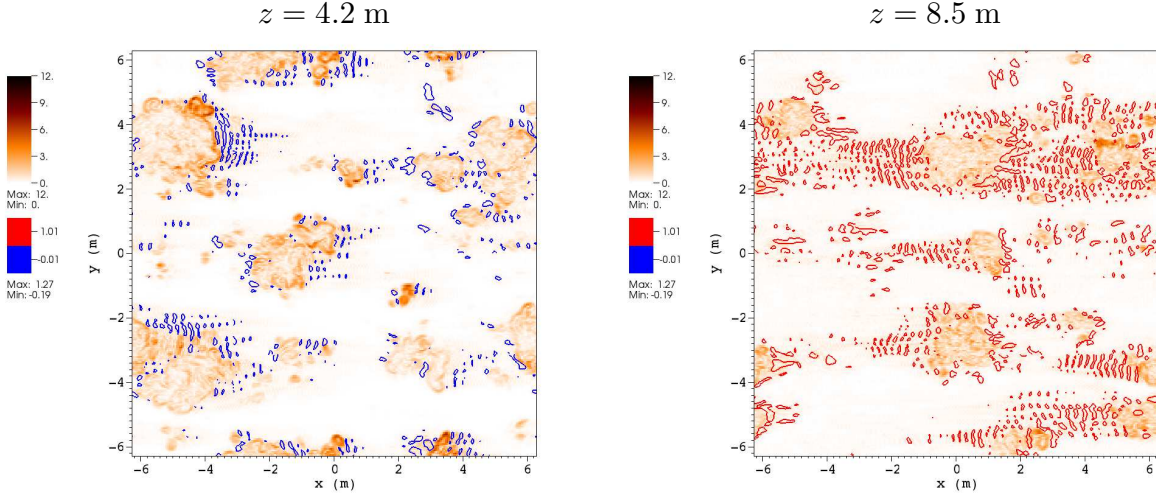 z = 4.2 m
z = 8.5 m
12.
9.
6.
3.
0.
Max: 12.
Min: 0.
1.01
-0.01
Max: 1.27
Min: -0.19
6
4
2
0
-2
-4
-6
y (m)
-6 -4 -2 0 2 4 6
x (m)
12.
9.
6.
3.
0.
Max: 12.
Min: 0.
1.01
-0.01
Max: 1.27
Min: -0.19
6
4
2
0
-2
-4
-6
y (m)
-6 -4 -2 0 2 4 6
x (m)